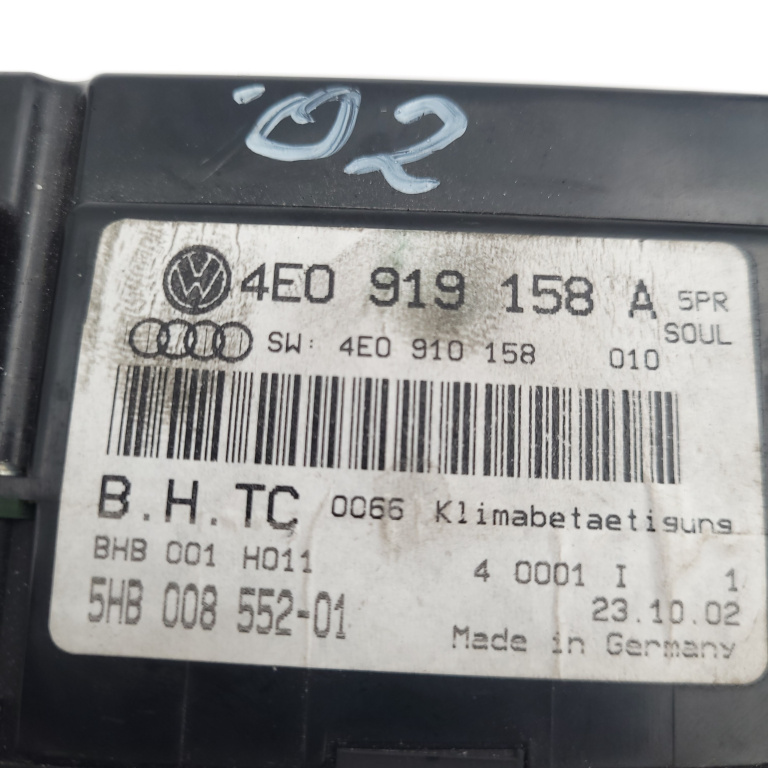 '02
4E0 919 158 A 5PR
SOUL
SW: 4E0 910 158 010
B.H.TC 0066 Klimabetaetigung
BHB 001 H011 4 0001 I 1
5HB 008 552-01 23.10.02
Made in Germany